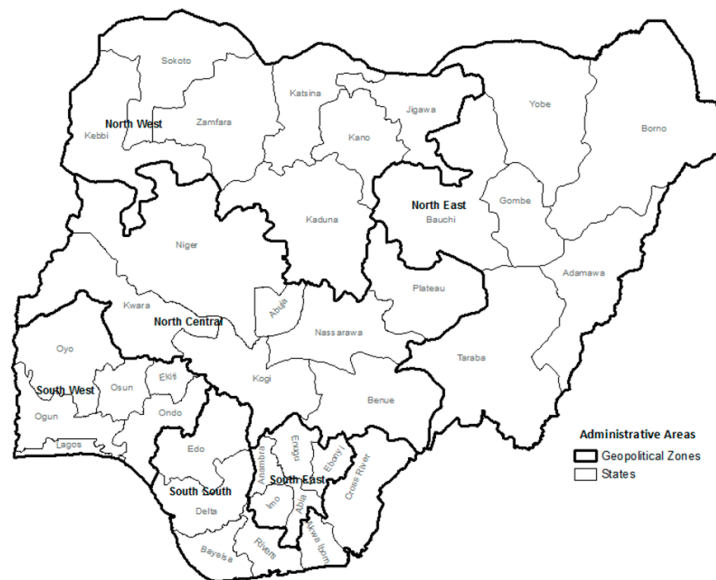 Sokoto
Katsina
Jigawa
Yobe
Borno
Kebbi
North West
Zamfara
Kano
North East
Bauchi
Gombe
Kaduna
Niger
Adamawa
Plateau
Abuja
Kwara
North Central
Nassarawa
Oyo
Taraba
Kogi
Ekiti
South West
Osun
Benue
Ogun
Ondo
Lagos
Edo
Anambra
Enugu
Ebonyi
Cross River
South East
South South
Imo
Abia
Delta
Akwa Ibom
Bayelsa
Rivers
Administrative Areas
Geopolitical Zones
States